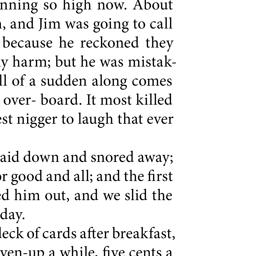 nning so high now. About
, and Jim was going to call
because he reckoned they
y harm; but he was mistak-
ll of a sudden along comes
over- board. It most killed
est nigger to laugh that ever
aid down and snored away;
r good and all; and the first
ed him out, and we slid the
day.
deck of cards after breakfast,
ven-up a while, five cents a